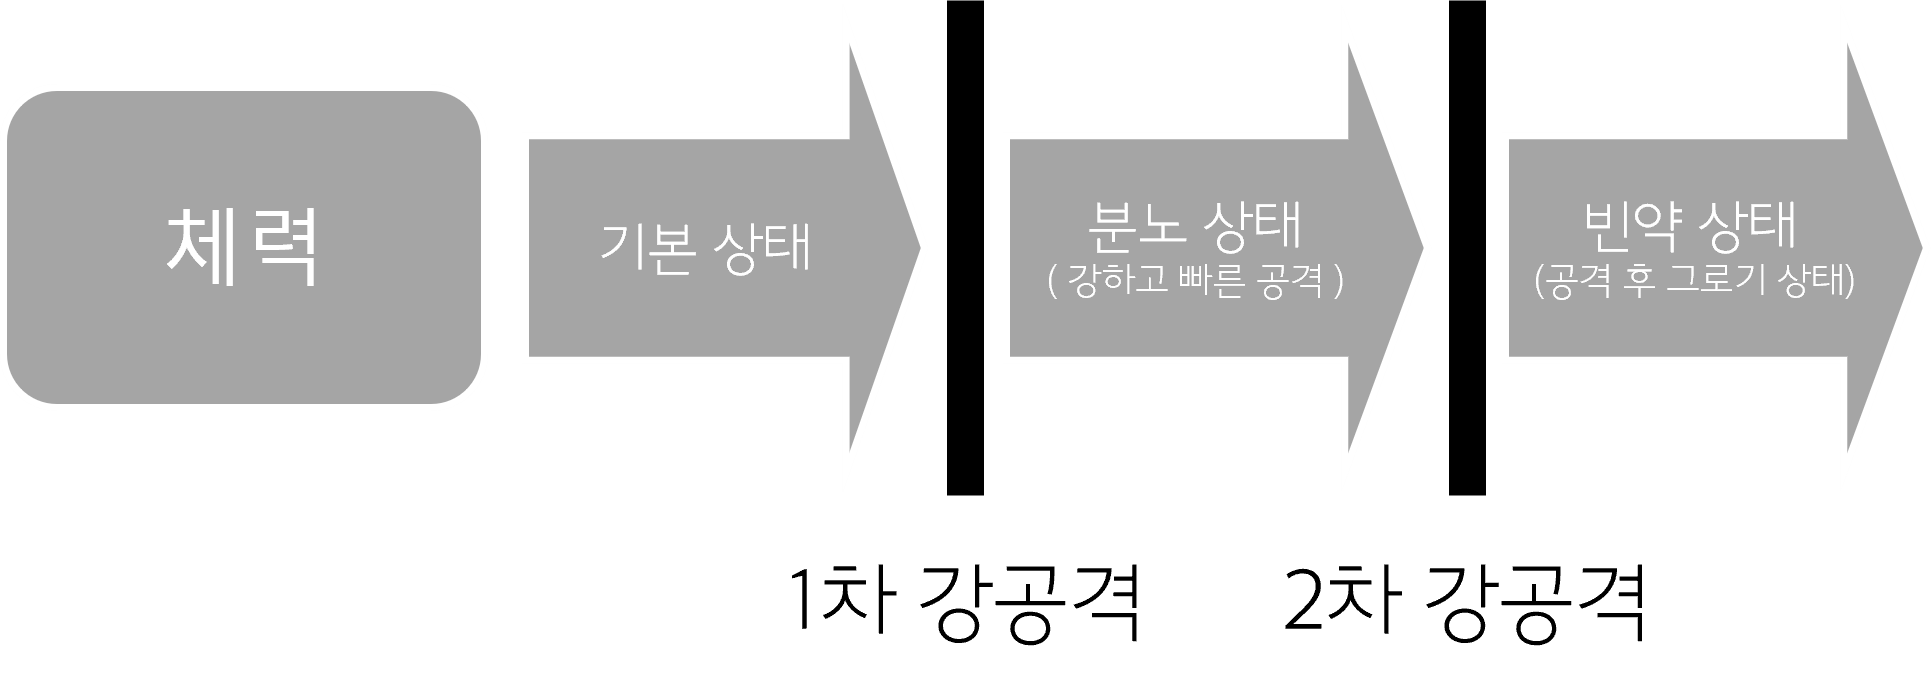 체력
기본 상태
분노 상태
( 강하고 빠른 공격 )
빈약 상태
(공격 후 그로기 상태)
1차 강공격
2차 강공격